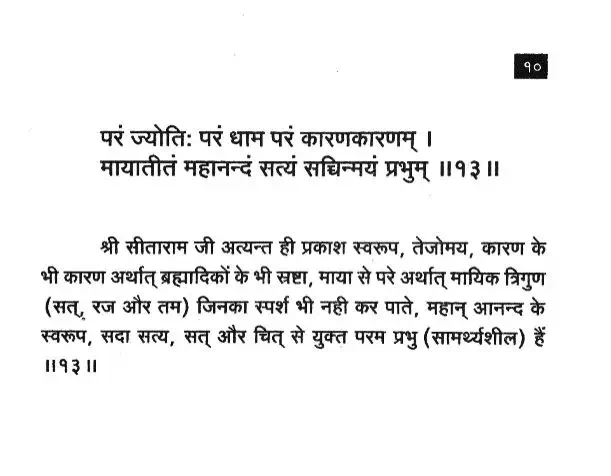 १०
परं ज्योतिः परं धाम परं कारणकारणम् ।
मायातीतं महानन्दं सत्यं सच्चिन्मयं प्रभुम् ॥१३॥
श्री सीताराम जी अत्यन्त ही प्रकाश स्वरूप, तेजोमय, कारण के
भी कारण अर्थात् ब्रह्मादिकों के भी स्रष्टा, माया से परे अर्थात् मायिक त्रिगुण
(सत्, रज और तम) जिनका स्पर्श भी नही कर पाते, महान् आनन्द के
स्वरूप, सदा सत्य, सत् और चित् से युक्त परम प्रभु (सामर्थ्यशील) हैं
॥१३॥